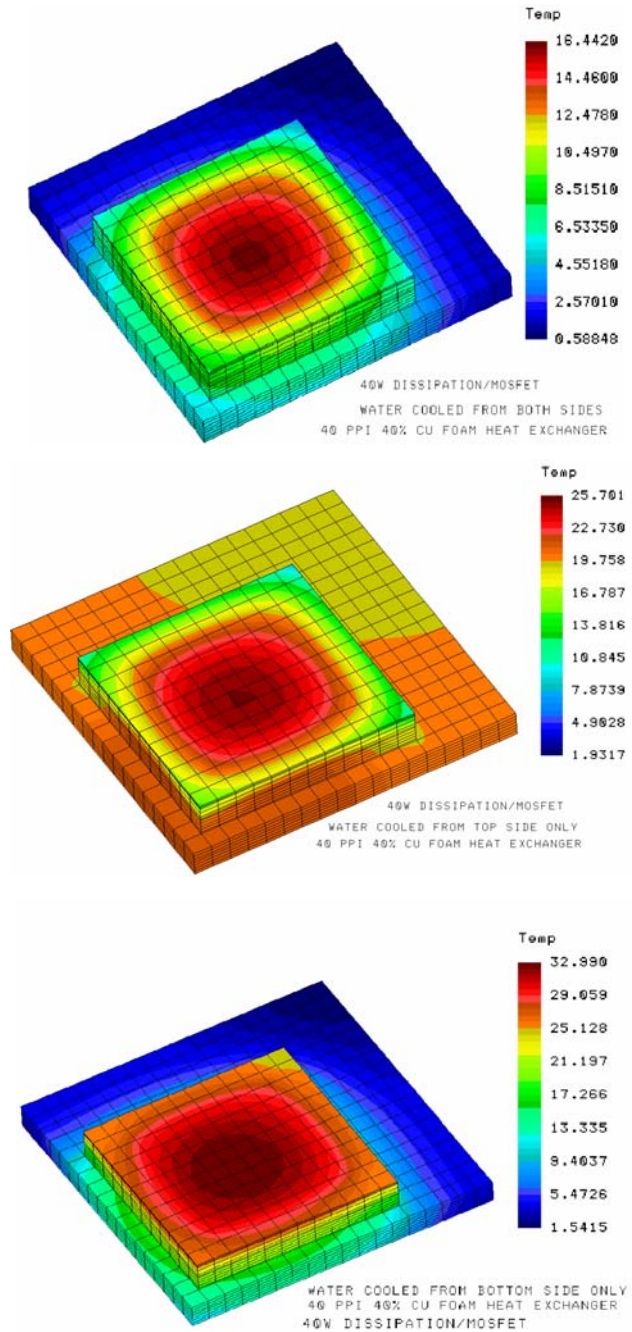 Temp
16.4420
14.4600
12.4780
10.4970
8.51510
6.53350
4.55180
2.57010
0.58848
40W DISSIPATION/MOSFET
WATER COOLED FROM BOTH SIDES
40 PPI 40% CU FOAM HEAT EXCHANGER
Temp
25.701
22.730
19.758
16.787
13.816
10.845
7.8739
4.9028
1.9317
40W DISSIPATION/MOSFET
WATER COOLED FROM TOP SIDE ONLY
40 PPI 40% CU FOAM HEAT EXCHANGER
Temp
32.990
29.059
25.128
21.197
17.266
13.335
9.4037
5.4726
1.5415
WATER COOLED FROM BOTTOM SIDE ONLY
40 PPI 40% CU FOAM HEAT EXCHANGER
40W DISSIPATION/MOSFET